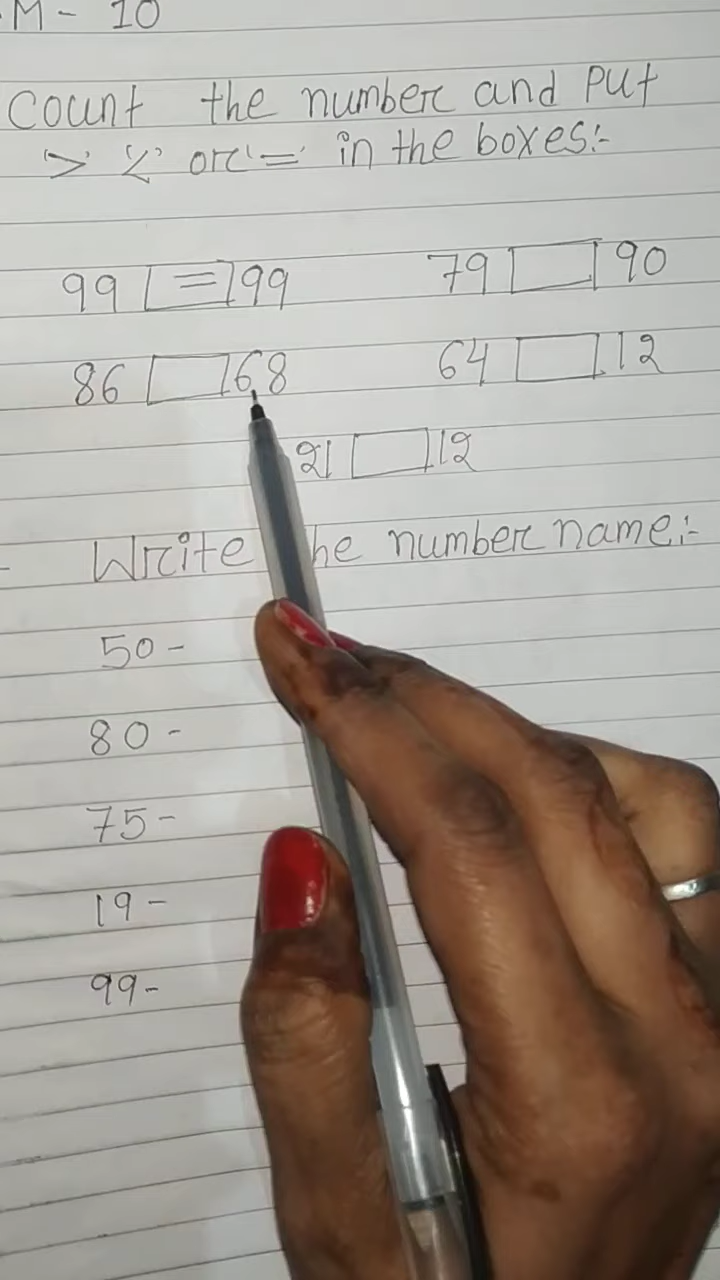 M - 10
Count the number and put
'>' '<' or '=' in the boxes:-
99 = 99 79 90
86 68 64 12
21 12
Write the number name:-
50 -
80 -
75 -
19 -
99 -